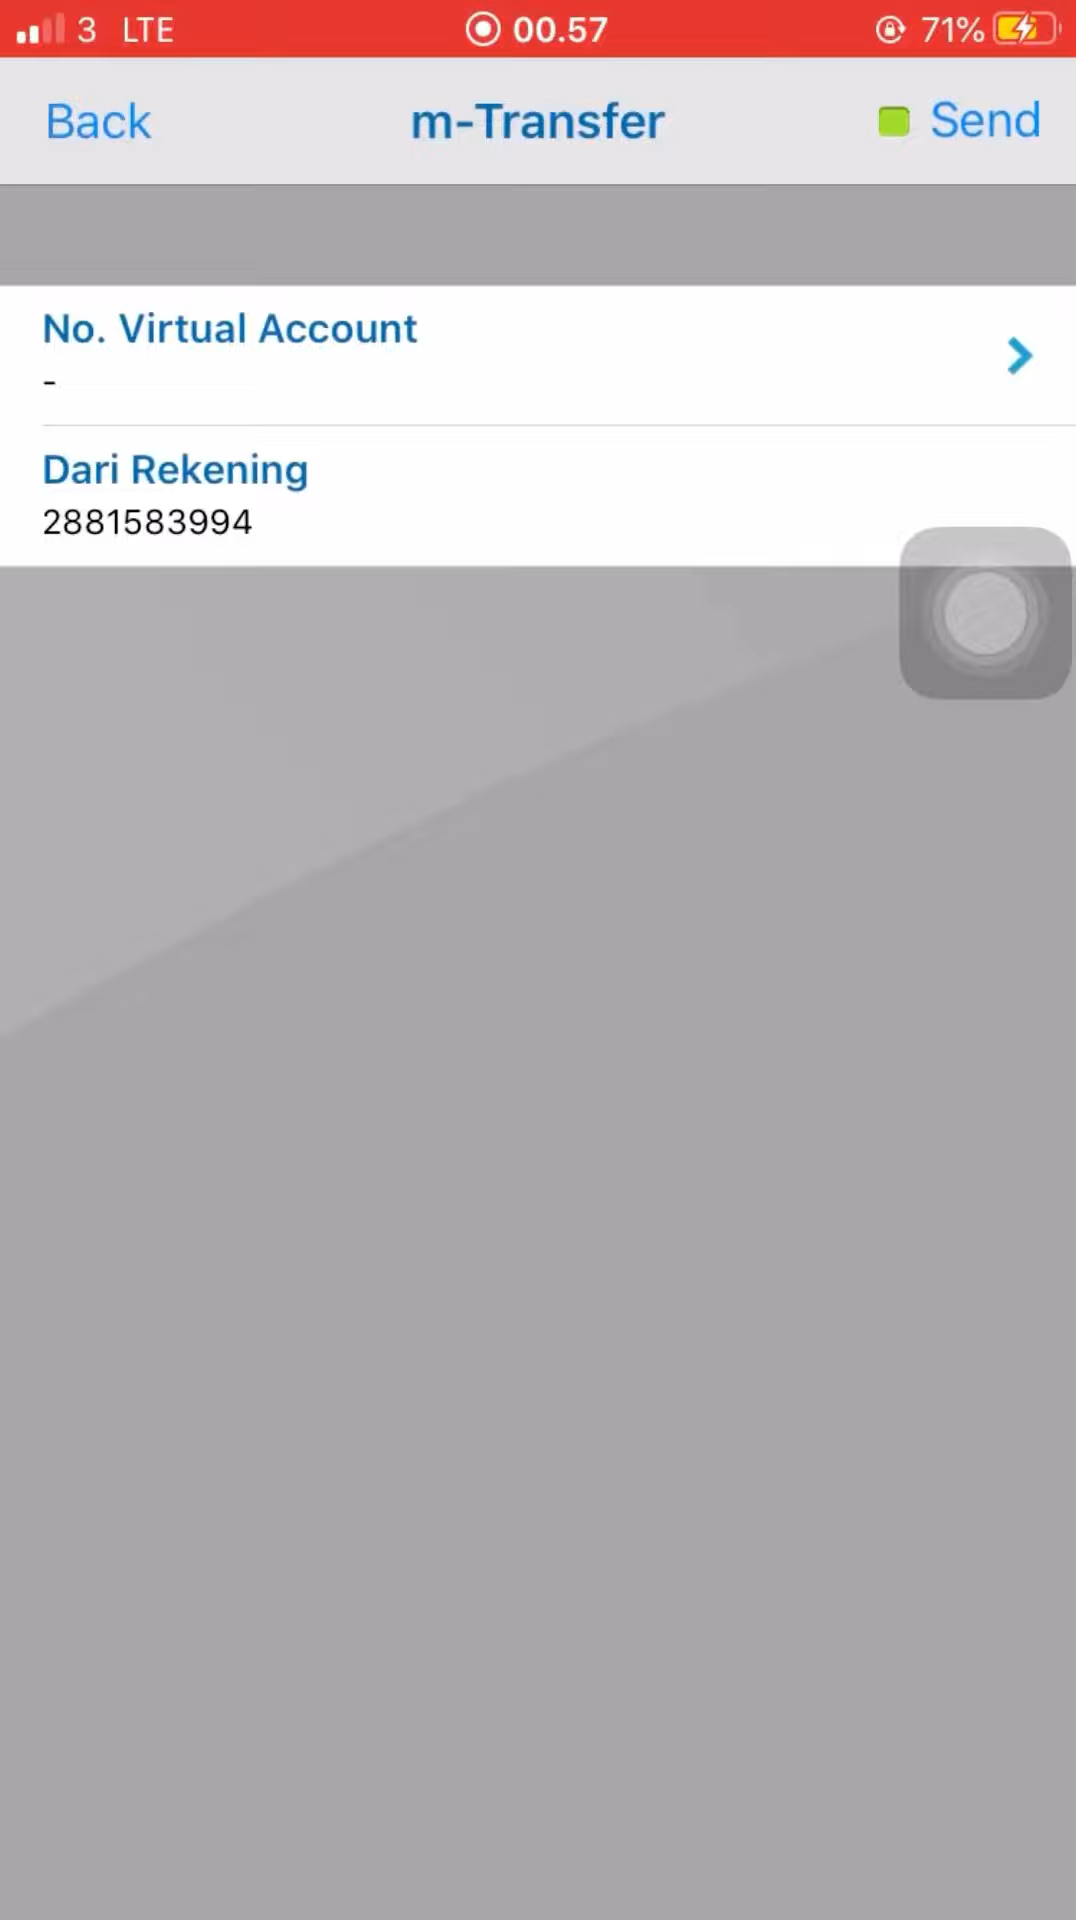 3 LTE 00.57 71%
Back m-Transfer Send
No. Virtual Account
-
Dari Rekening
2881583994